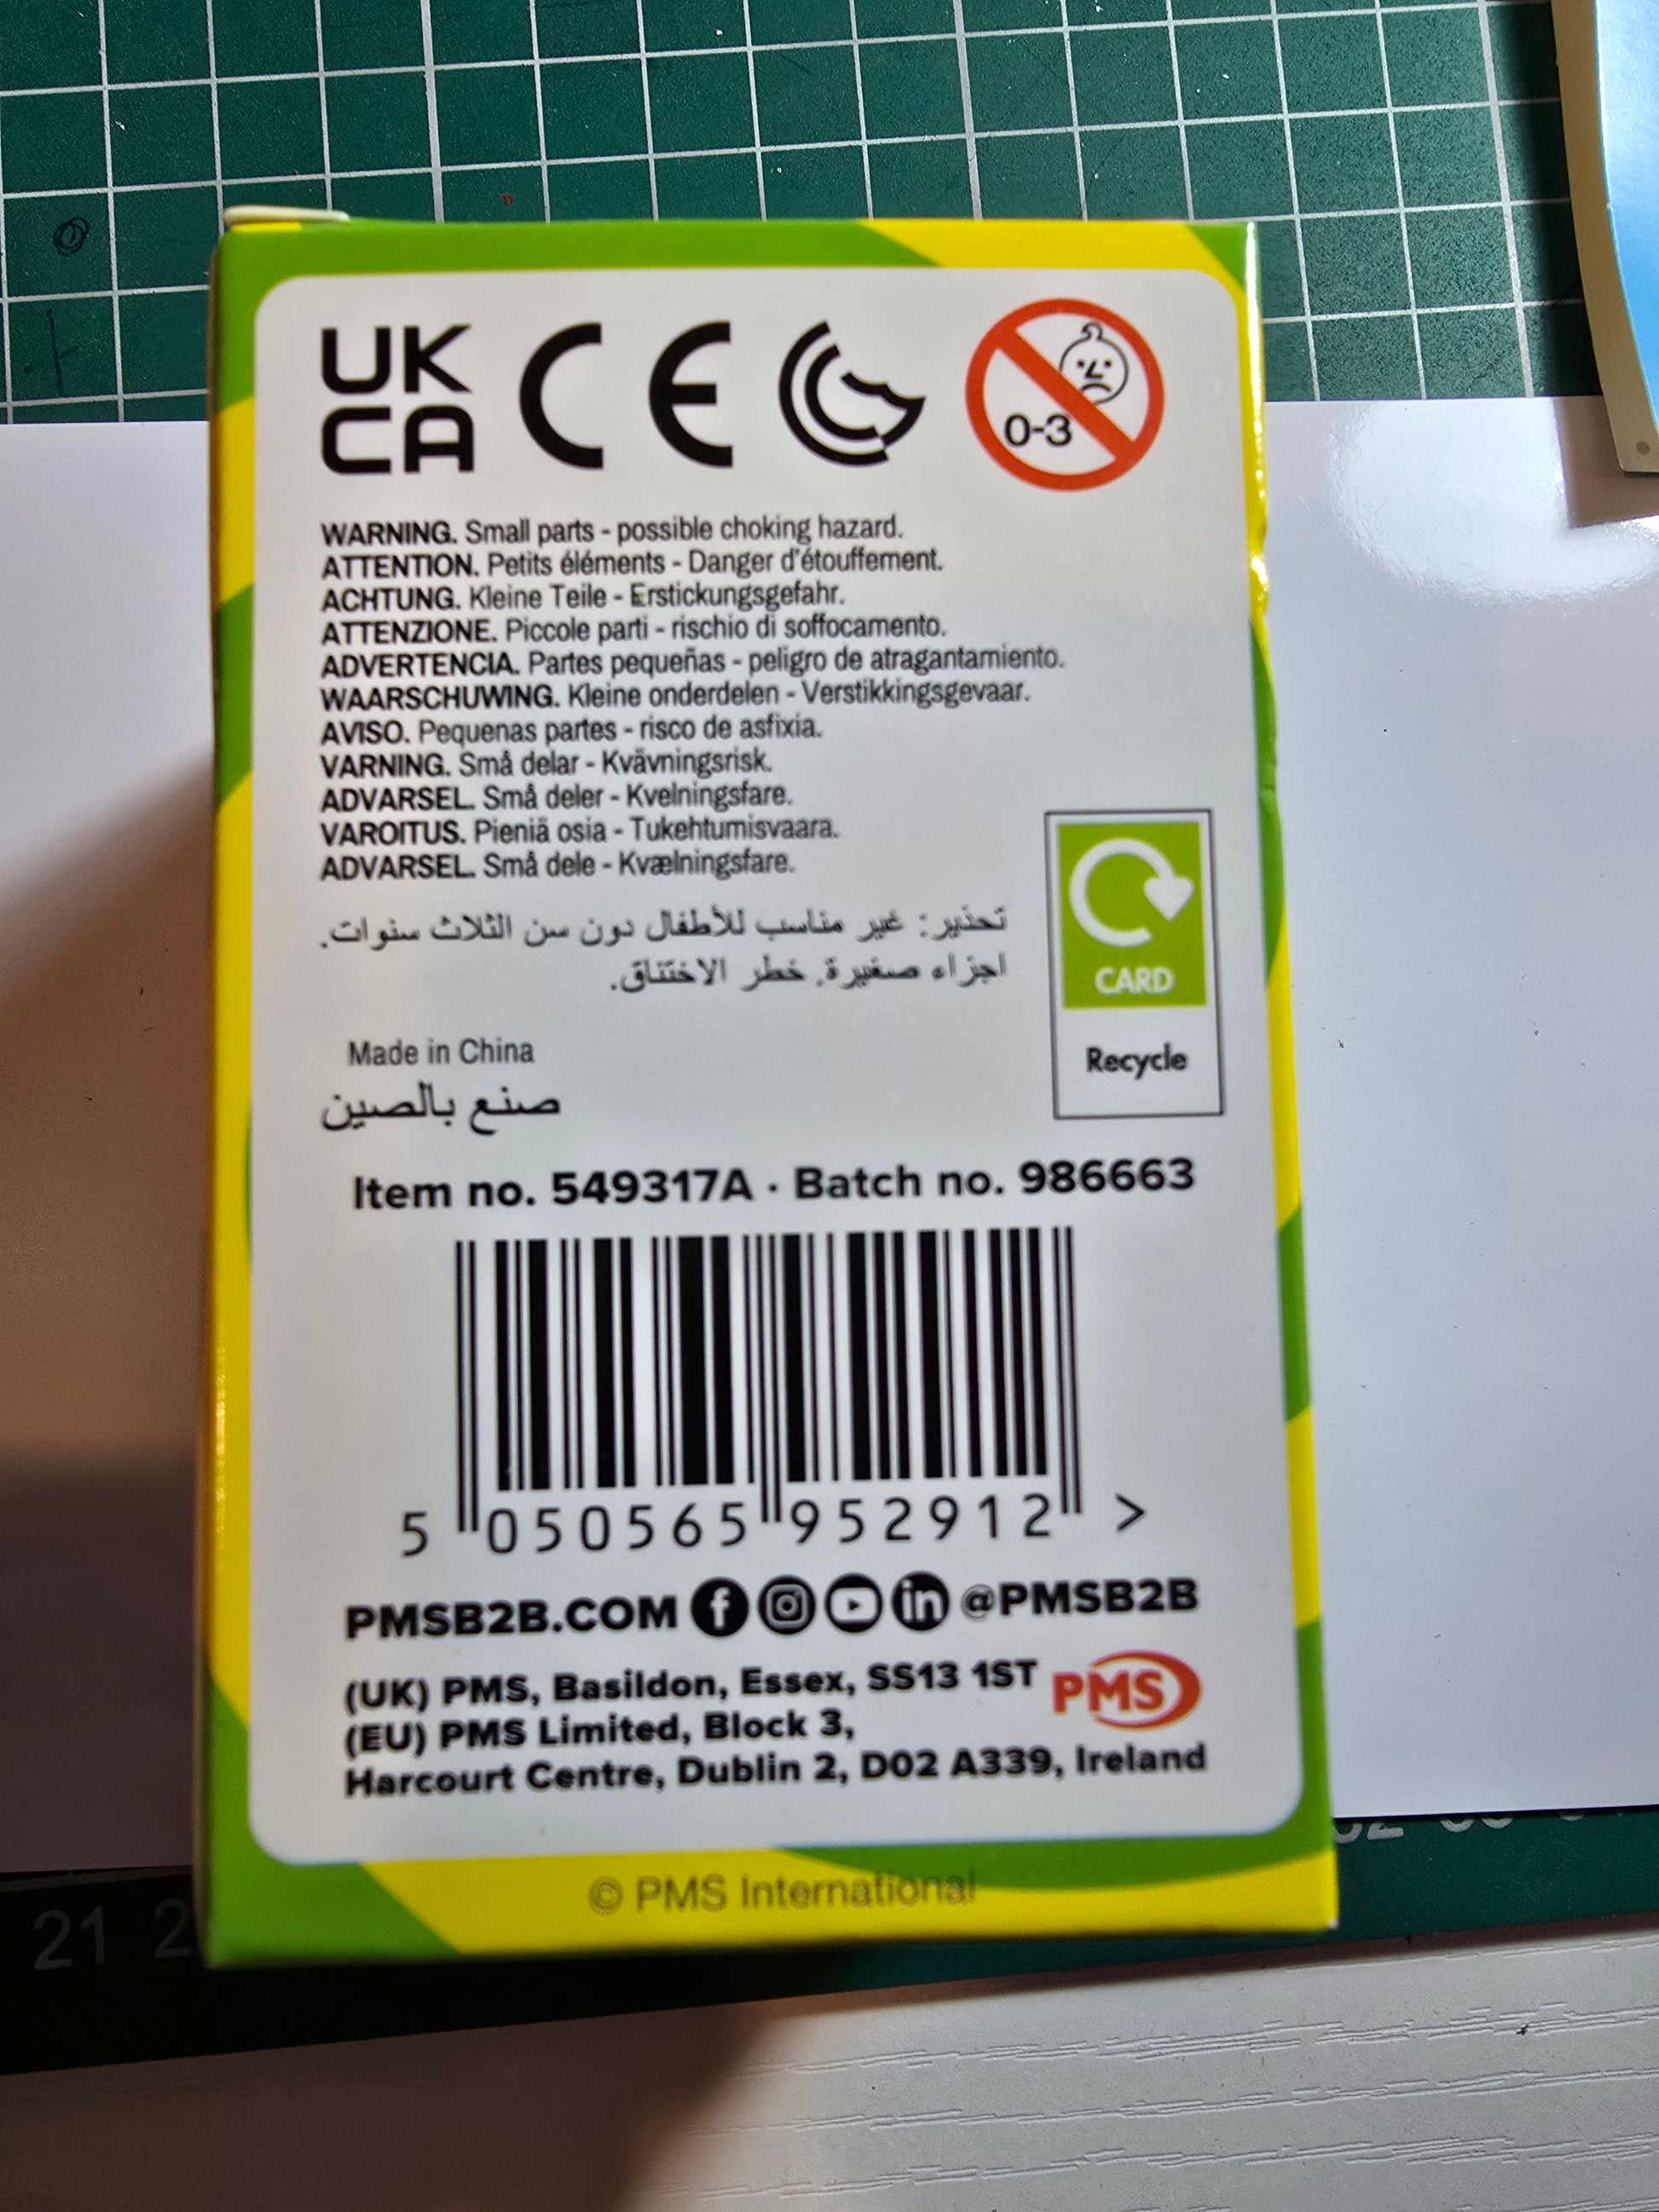 UK
CA
CE
0-3
WARNING. Small parts - possible choking hazard.
ATTENTION. Petits éléments - Danger d'étouffement.
ACHTUNG. Kleine Teile - Erstickungsgefahr.
ATTENZIONE. Piccole parti - rischio di soffocamento.
ADVERTENCIA. Partes pequeñas - peligro de atragantamiento.
WAARSCHUWING. Kleine onderdelen - Verstikkingsgevaar.
AVISO. Pequenas partes - risco de asfixia.
VARNING. Små delar - Kvävningsrisk.
ADVARSEL. Små deler - Kvelningsfare.
VAROITUS. Pieniä osia - Tukehtumisvaara.
ADVARSEL. Små dele - Kvælningsfare.
تحذير: غير مناسب للأطفال دون سن الثلاث سنوات.
اجزاء صغيرة. خطر الاختناق.
CARD
Recycle
Made in China
صنع بالصين
Item no. 549317A · Batch no. 986663
5 050565 952912 >
PMSB2B.COM f in @PMSB2B
(UK) PMS, Basildon, Essex, SS13 1ST PMS
(EU) PMS Limited, Block 3,
Harcourt Centre, Dublin 2, D02 A339, Ireland
© PMS International
21